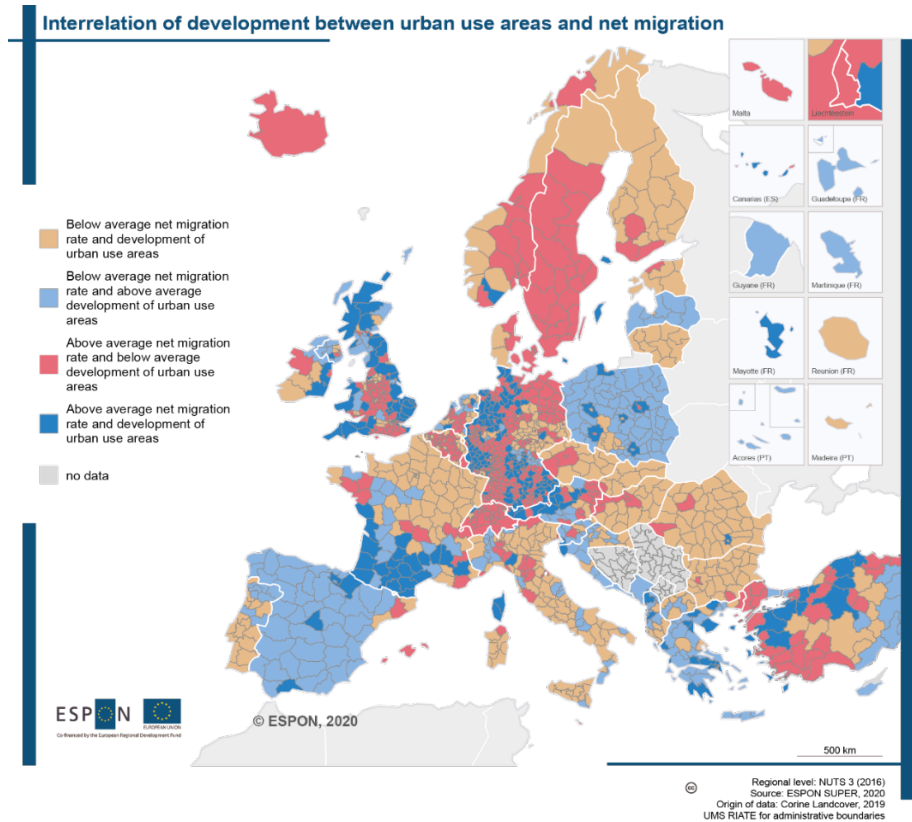 Interrelation of development between urban use areas and net migration
Malta
Liechtenstein
Canarias (ES)
Guadeloupe (FR)
Guyane (FR)
Martinique (FR)
Mayotte (FR)
Reunion (FR)
Acores (PT)
Madeira (PT)
Below average net migration
rate and development of
urban use areas
Below average net migration
rate and above average
development of urban use
areas
Above average net migration
rate and below average
development of urban use
areas
Above average net migration
rate and development of
urban use areas
no data
ESPON
EUROPEAN UNION
Co-financed by the European Regional Development Fund
© ESPON, 2020
500 km
cc
Regional level: NUTS 3 (2016)
Source: ESPON SUPER, 2020
Origin of data: Corine Landcover, 2019
UMS RIATE for administrative boundaries